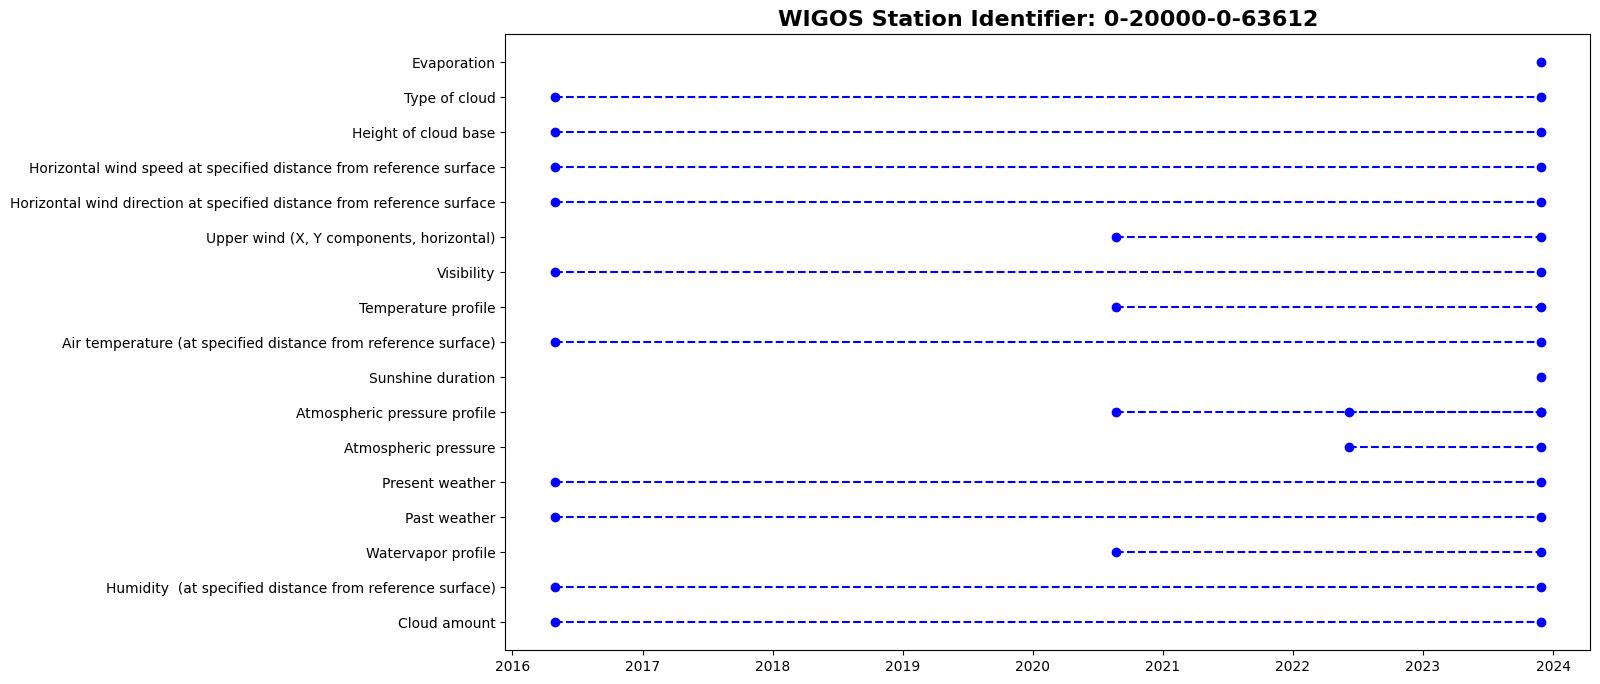 WIGOS Station Identifier: 0-20000-0-63612
Evaporation
Type of cloud
Height of cloud base
Horizontal wind speed at specified distance from reference surface
Horizontal wind direction at specified distance from reference surface
Upper wind (X, Y components, horizontal)
Visibility
Temperature profile
Air temperature (at specified distance from reference surface)
Sunshine duration
Atmospheric pressure profile
Atmospheric pressure
Present weather
Past weather
Watervapor profile
Humidity  (at specified distance from reference surface)
Cloud amount
2016 2017 2018 2019 2020 2021 2022 2023 2024